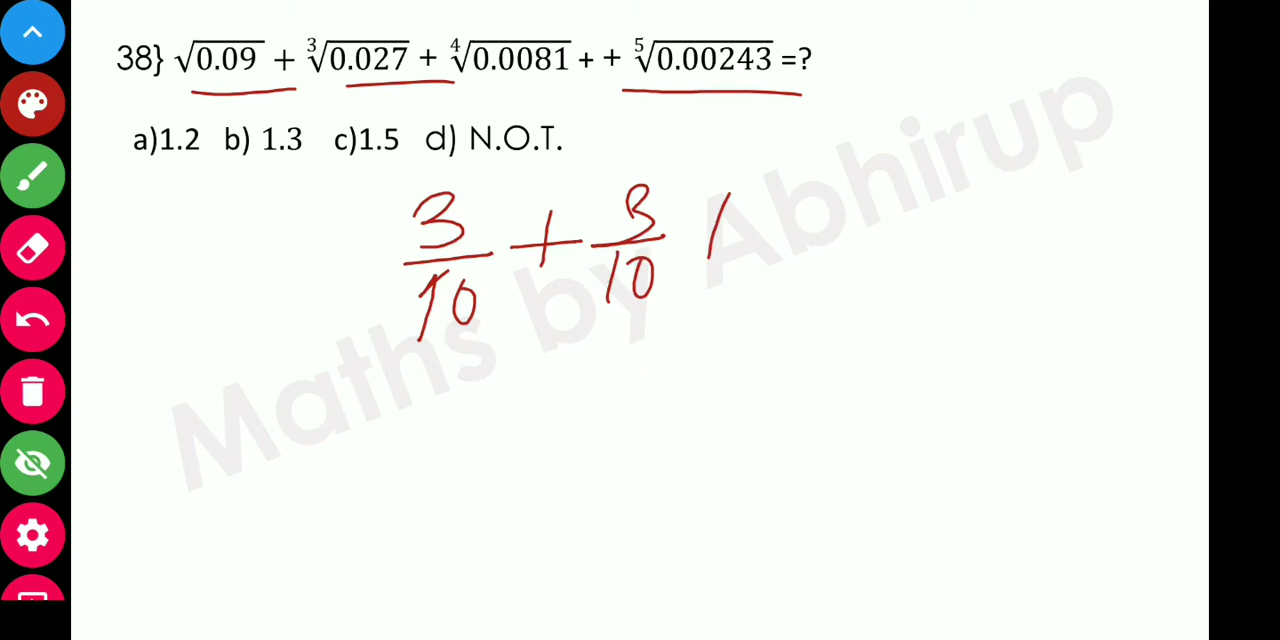 38} √0.09 + ∛0.027 + ∜0.0081 + + ⁵√0.00243 =?
a)1.2 b) 1.3 c)1.5 d) N.O.T.
3/10 + 3/10
Maths by Abhirup